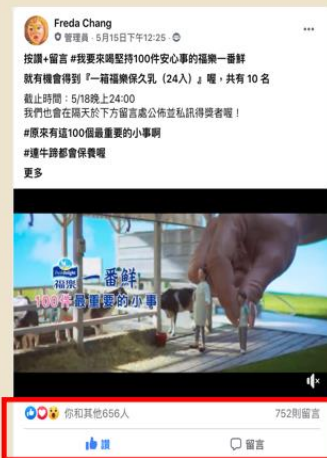 Freda Chang
管理員·5月15日下午12:25·
按讚+留言 #我要來喝堅持100件安心事的福樂一番鮮
就有機會得到『一箱福樂保久乳（24入）』喔，共有 10 名
截止時間：5/18晚上24:00
我們也會在隔天於下方留言處公佈並私訊得獎者喔！
#原來有這100個最重要的小事啊
#連牛蹄都會保養喔
更多
福樂
一番鮮
100件最重要的小事
你和其他656人
752則留言
讚
留言